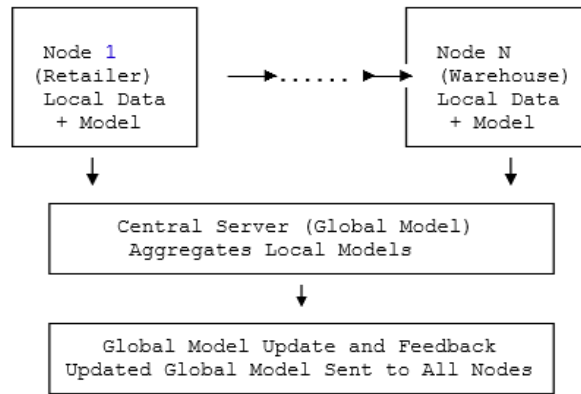 Node 1
(Retailer)
Local Data
+ Model
......
Node N
(Warehouse)
Local Data
+ Model
Central Server (Global Model)
Aggregates Local Models
Global Model Update and Feedback
Updated Global Model Sent to All Nodes